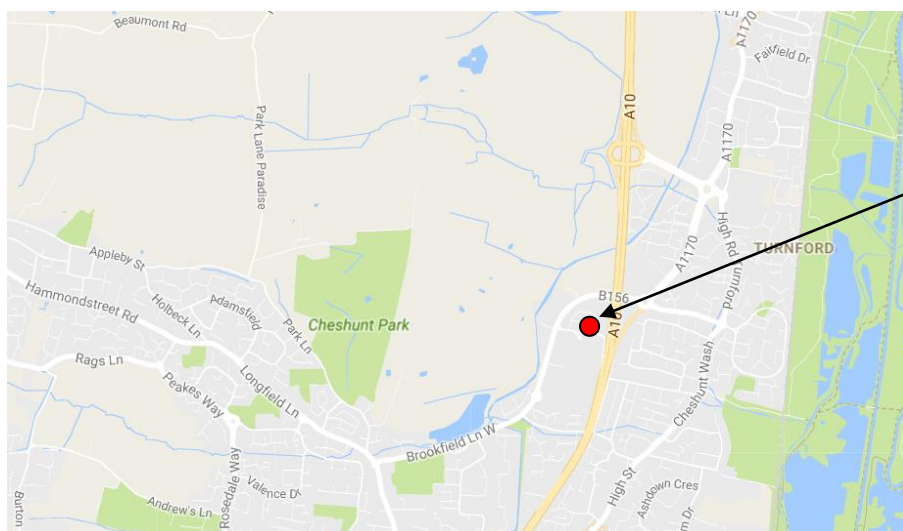 Beaumont Rd
Park Lane Paradise
A10
A1170
Fairfield Dr
A1170
High Rd Turnford
TURNFORD
A1170
B156
A10
Appleby St
Hammondstreet Rd
Holbeck Ln
Adamsfield
Park Ln
Cheshunt Park
Rags Ln
Peakes Way
Longfield Ln
Cheshunt Wash
Brookfield Ln W
Rosedale Way
Valence Dr
High St
Ashdown Cres
Andrew's Ln
Burton